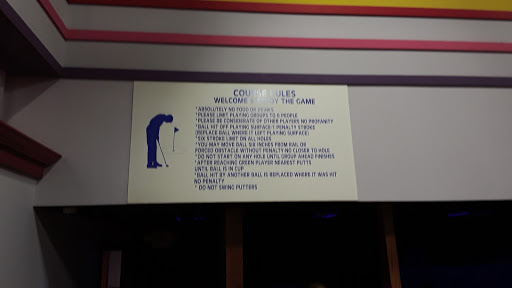 COURSE RULES
WELCOME & ENJOY THE GAME
*ABSOLUTELY NO FOOD OR DRINKS
*PLEASE LIMIT PLAYING GROUPS TO 6 PEOPLE
*PLEASE BE CONSIDERATE OF OTHER PLAYERS NO PROFANITY
*BALL HIT OFF PLAYING SURFACE-1 PENALTY STROKE
(REPLACE BALL WHERE IT LEFT PLAYING SURFACE)
*SIX STROKE LIMIT ON ALL HOLES
*YOU MAY MOVE BALL SIX INCHES FROM RAIL OR
FORCED OBSTACLE WITHOUT PENALTY-NO CLOSER TO HOLE
*DO NOT START ON ANY HOLE UNTIL GROUP AHEAD FINISHES
*AFTER REACHING GREEN PLAYER NEAREST PUTTS
UNTIL BALL IS IN CUP
*BALL HIT BY ANOTHER BALL IS REPLACED WHERE IT WAS HIT
NO PENALTY
* DO NOT SWING PUTTERS